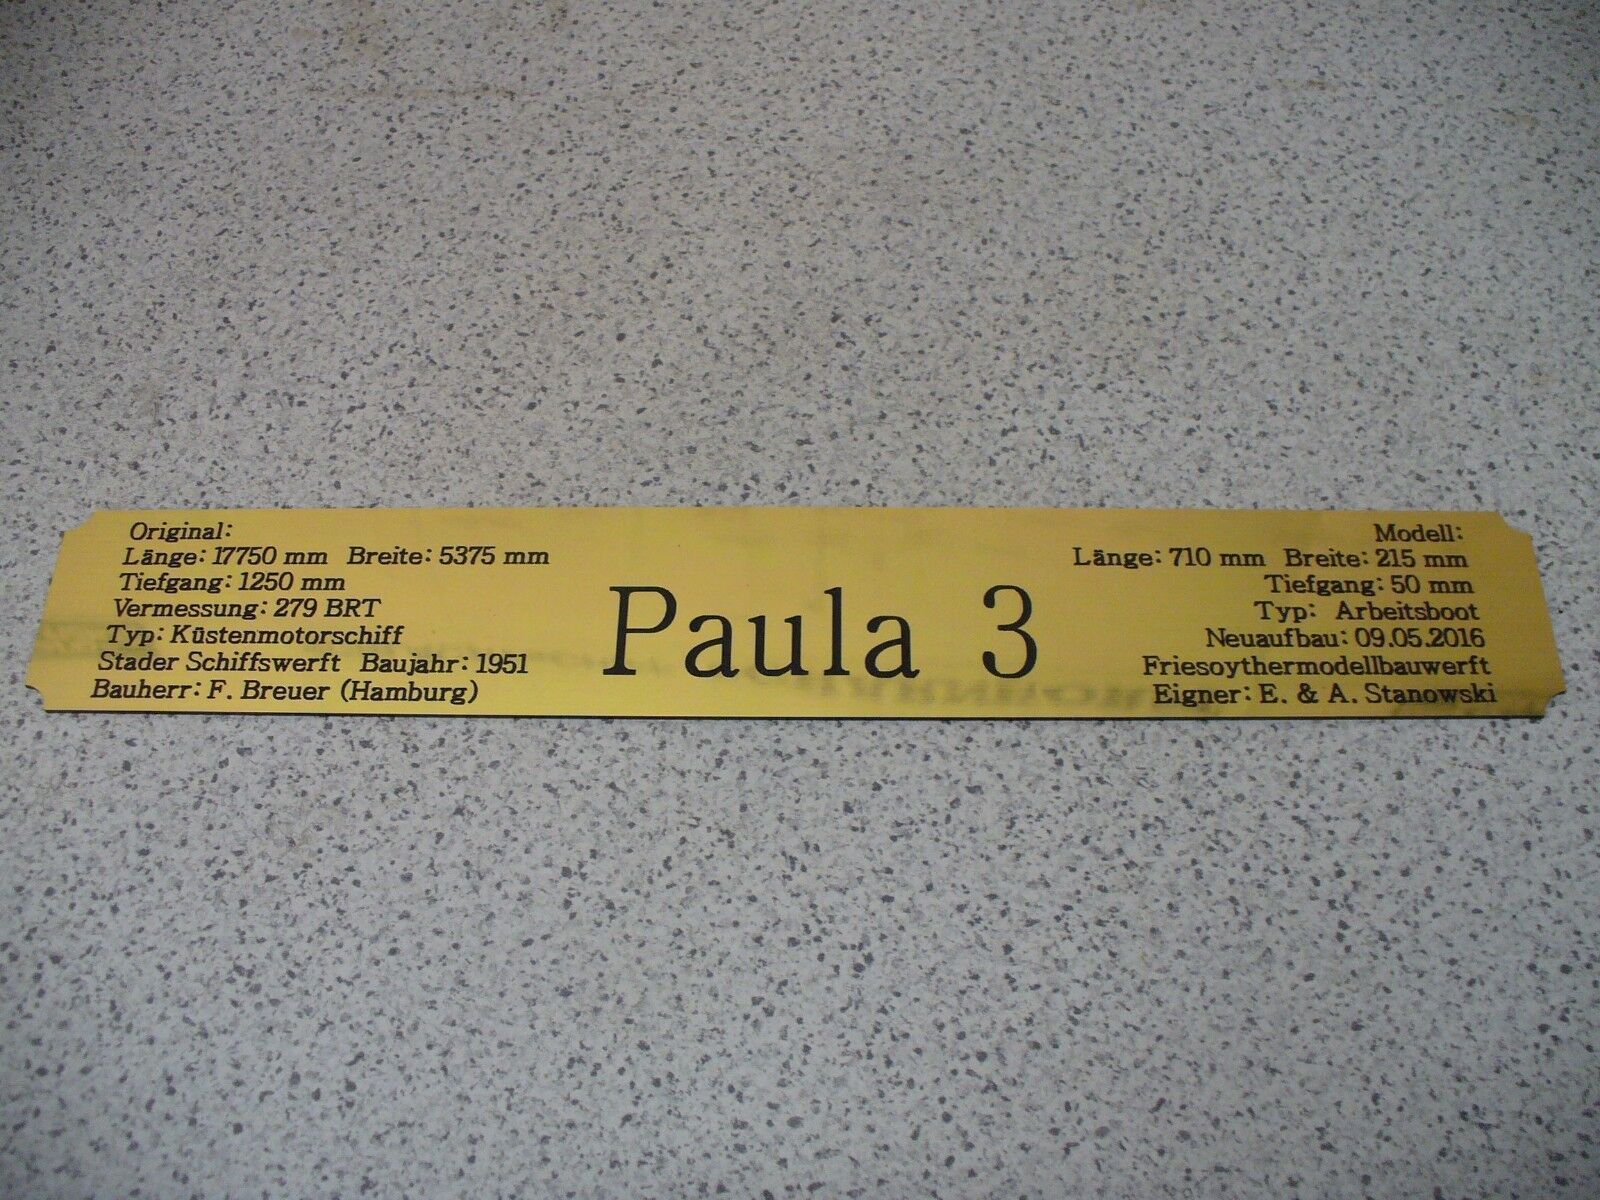 Original:
Länge: 17750 mm Breite: 5375 mm
Tiefgang: 1250 mm
Vermessung: 279 BRT
Typ: Küstenmotorschiff
Stader Schiffswerft Baujahr: 1951
Bauherr: F. Breuer (Hamburg)
Paula 3
Modell:
Länge: 710 mm Breite: 215 mm
Tiefgang: 50 mm
Typ: Arbeitsboot
Neuaufbau: 09.05.2016
Friesoythermodellbauwerft
Eigner: E. & A. Stanowski